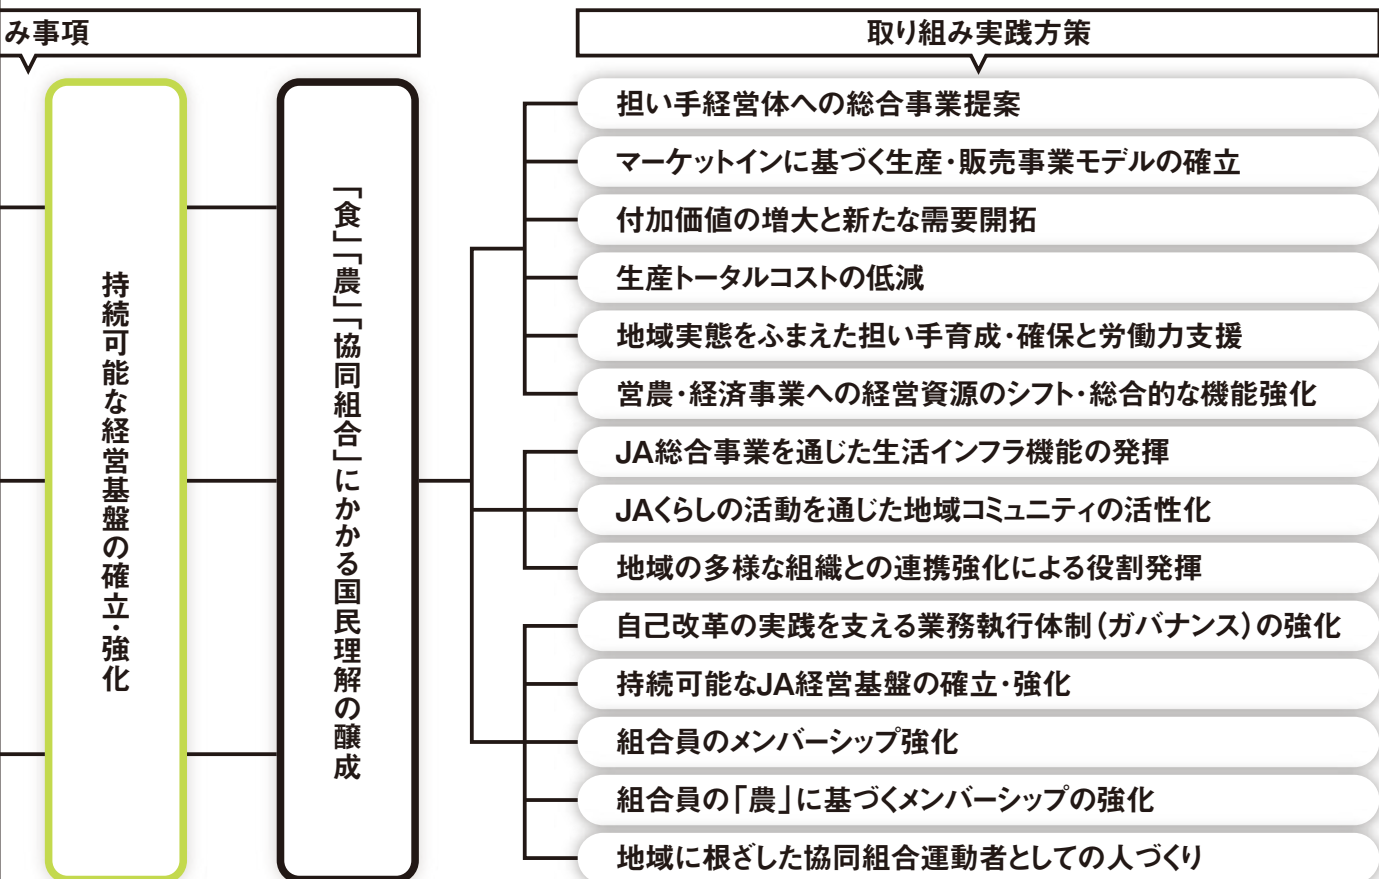 み事項
取り組み実践方策
持続可能な経営基盤の確立・強化
「食」「農」「協同組合」にかかる国民理解の醸成
担い手経営体への総合事業提案
マーケットインに基づく生産・販売事業モデルの確立
付加価値の増大と新たな需要開拓
生産トータルコストの低減
地域実態をふまえた担い手育成・確保と労働力支援
営農・経済事業への経営資源のシフト・総合的な機能強化
JA総合事業を通じた生活インフラ機能の発揮
JAくらしの活動を通じた地域コミュニティの活性化
地域の多様な組織との連携強化による役割発揮
自己改革の実践を支える業務執行体制(ガバナンス)の強化
持続可能なJA経営基盤の確立・強化
組合員のメンバーシップ強化
組合員の「農」に基づくメンバーシップの強化
地域に根ざした協同組合運動者としての人づくり